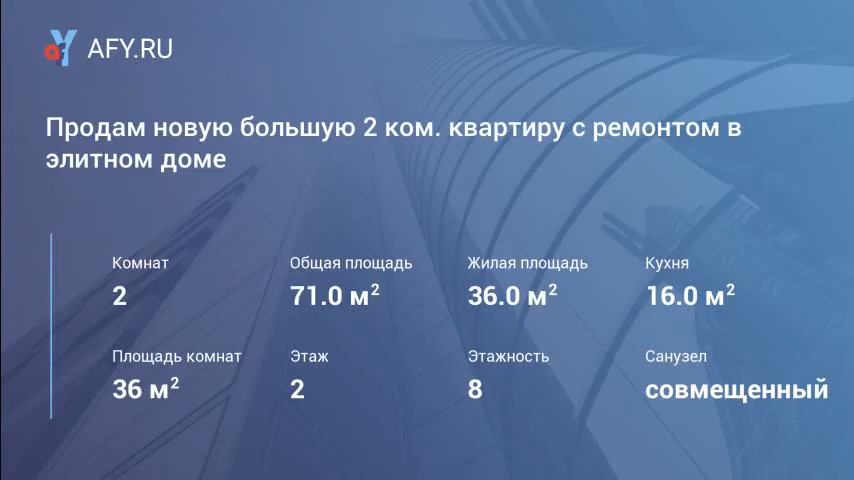 AFY.RU
Продам новую большую 2 ком. квартиру с ремонтом в
элитном доме
Комнат
2
Общая площадь
71.0 м²
Жилая площадь
36.0 м²
Кухня
16.0 м²
Площадь комнат
36 м²
Этаж
2
Этажность
8
Санузел
совмещенный